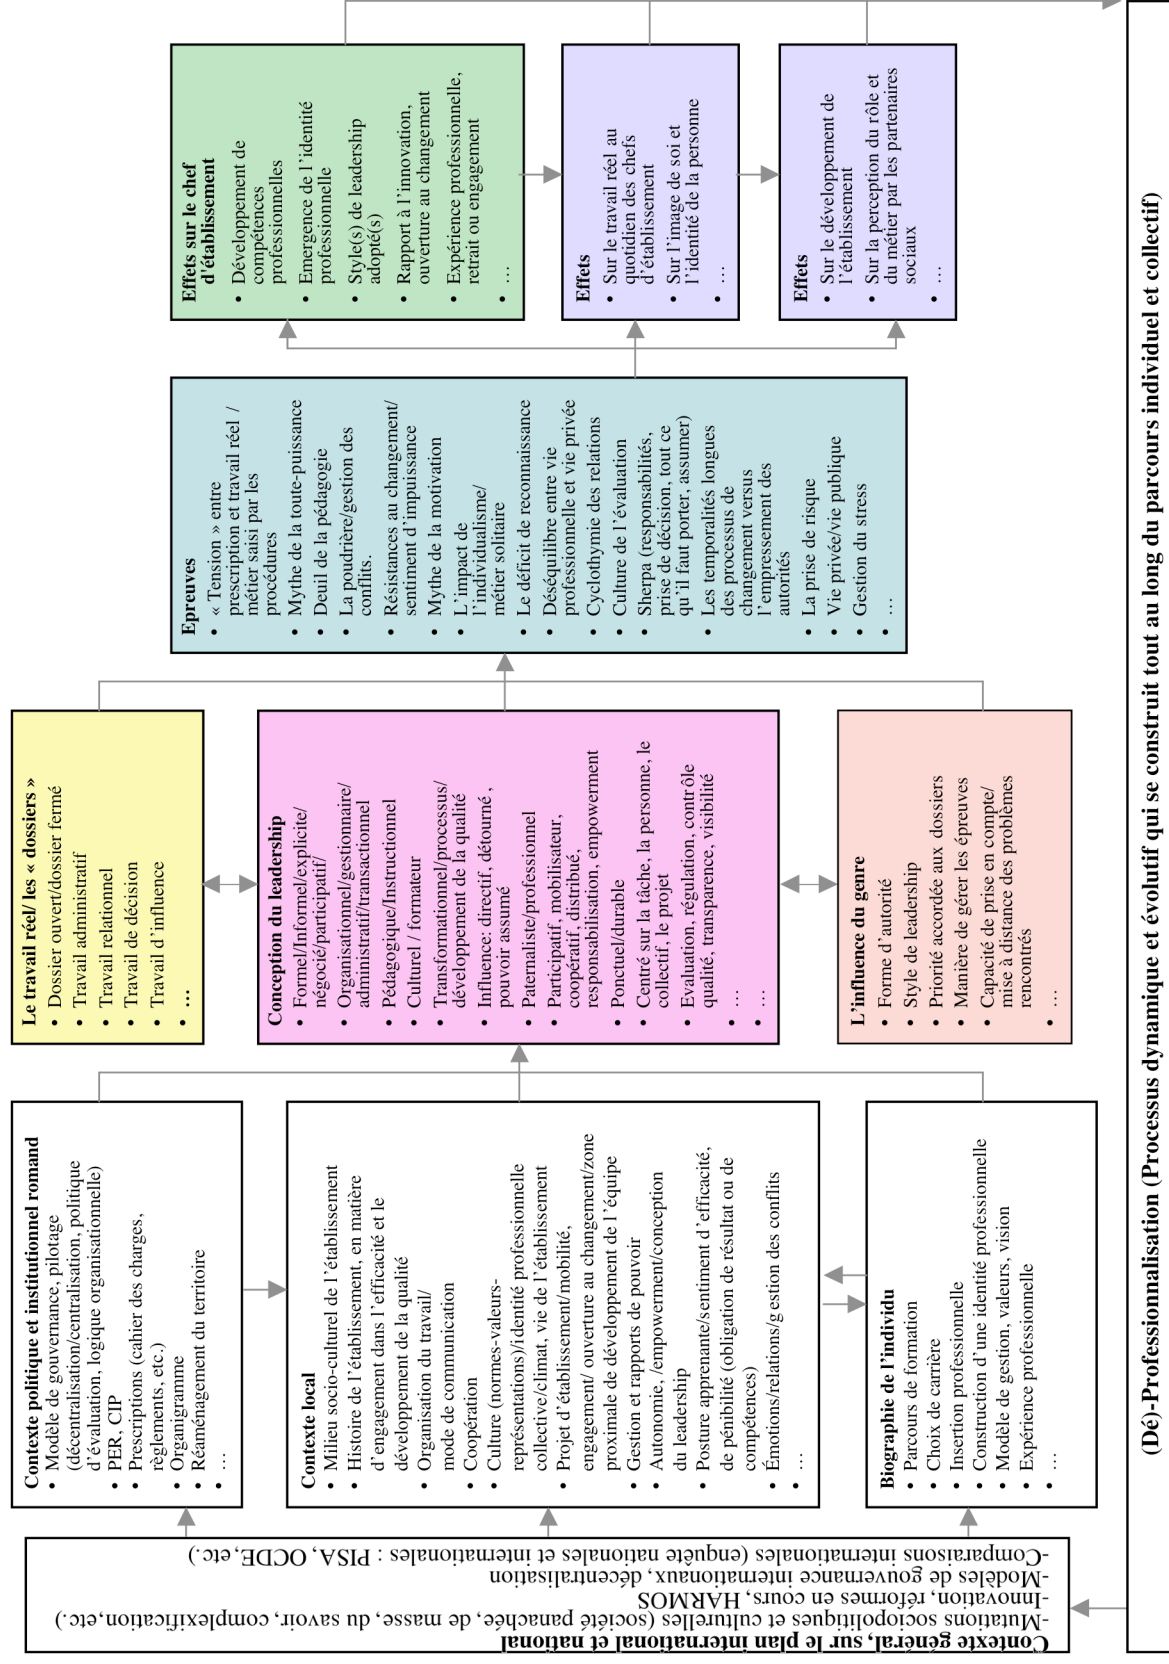 Contexte général, sur le plan international et national
-Mutations sociopolitiques et culturelles (société panachée, de masse, du savoir, complexification,etc.)
-Innovation, réformes en cours, HARMOS
-Modèles de gouvernance internationaux, décentralisation
-Comparaisons internationales (enquête nationales et internationales : PISA, OCDE,etc.)
Contexte politique et institutionnel romand
• Modèle de gouvernance, pilotage
(décentralisation/centralisation, politique
d'évaluation, logique organisationnelle)
• PER, CIP
• Prescriptions (cahier des charges,
règlements, etc.)
• Organigramme
• Réaménagement du territoire
• …
Contexte local
• Milieu socio-culturel de l'établissement
• Histoire de l'établissement, en matière
d'engagement dans l'efficacité et le
développement de la qualité
• Organisation du travail/
mode de communication
• Coopération
• Culture (normes-valeurs-
représentations)/identité professionnelle
collective/climat, vie de l'établissement
• Projet d'établissement/mobilité,
engagement/ ouverture au changement/zone
proximale de développement de l'équipe
• Gestion et rapports de pouvoir
• Autonomie, /empowerment/conception
du leadership
• Posture apprenante/sentiment d'efficacité,
de pénibilité (obligation de résultat ou de
compétences)
• Émotions/relations/g estion des conflits
• …
Biographie de l'individu
• Parcours de formation
• Choix de carrière
• Insertion professionnelle
• Construction d'une identité professionnelle
• Modèle de gestion, valeurs, vision
• Expérience professionnelle
• …
Le travail réel/ les « dossiers »
• Dossier ouvert/dossier fermé
• Travail administratif
• Travail relationnel
• Travail de décision
• Travail d'influence
• …
Conception du leadership
• Formel/Informel/explicite/
négocié/participatif/
• Organisationnel/gestionnaire/
administratif/transactionnel
• Pédagogique/Instructionnel
• Culturel / formateur
• Transformationnel/processus/
développement de la qualité
• Influence: directif, détourné ,
pouvoir assumé
• Paternaliste/professionnel
• Participatif, mobilisateur,
coopératif, distribué,
responsabilisation, empowerment
• Ponctuel/durable
• Centré sur la tâche, la personne, le
collectif, le projet
• Evaluation, régulation, contrôle
qualité, transparence, visibilité
• …
• …
L'influence du genre
• Forme d'autorité
• Style de leadership
• Priorité accordée aux dossiers
• Manière de gérer les épreuves
• Capacité de prise en compte/
mise à distance des problèmes
rencontrés
• …
Epreuves
• « Tension » entre
prescription et travail réel /
métier saisi par les
procédures
• Mythe de la toute-puissance
• Deuil de la pédagogie
• La poudrière/gestion des
conflits.
• Résistances au changement/
sentiment d'impuissance
• Mythe de la motivation
• L'impact de
l'individualisme/
métier solitaire
• Le déficit de reconnaissance
• Déséquilibre entre vie
professionnelle et vie privée
• Cyclothymie des relations
• Culture de l'évaluation
• Sherpa (responsabilités,
prise de décision, tout ce
qu'il faut porter, assumer)
• Les temporalités longues
des processus de
changement versus
l'empressement des
autorités
• La prise de risque
• Vie privée/vie publique
• Gestion du stress
• …
Effets sur le chef
d'établissement
• Développement de
compétences
professionnelles
• Emergence de l'identité
professionnelle
• Style(s) de leadership
adopté(s)
• Rapport à l'innovation,
ouverture au changement
• Expérience professionnelle,
retrait ou engagement
• …
Effets
• Sur le travail réel au
quotidien des chefs
d'établissement
• Sur l'image de soi et
l'identité de la personne
• …
Effets
• Sur le développement de
l'établissement
• Sur la perception du rôle et
du métier par les partenaires
sociaux
• …
(Dé)-Professionnalisation (Processus dynamique et évolutif qui se construit tout au long du parcours individuel et collectif)